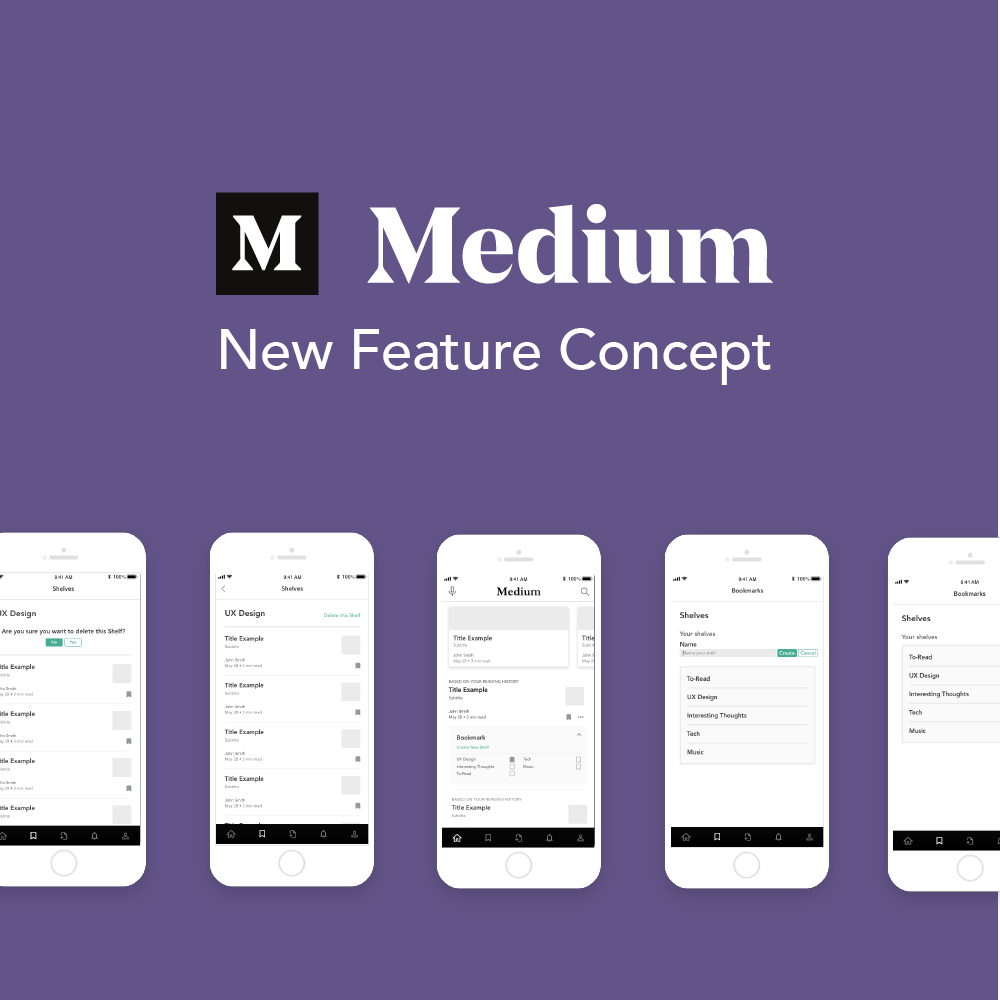 M Medium
New Feature Concept
9:41 AM 100%
Shelves
UX Design
Are you sure you want to delete this Shelf?
Yes Yes
Title Example
Subtitle
John Smith
May 28 • 3 min read
Title Example
Subtitle
John Smith
May 28 • 3 min read
Title Example
Subtitle
John Smith
May 28 • 3 min read
Title Example
Subtitle
9:41 AM 100%
Shelves
UX Design Delete this Shelf
Title Example
Subtitle
John Smith
May 28 • 3 min read
Title Example
Subtitle
John Smith
May 28 • 3 min read
Title Example
Subtitle
John Smith
May 28 • 3 min read
Title Example
Subtitle
John Smith
May 28 • 3 min read
9:41 AM 100%
Medium
Title Example
Subtitle
John Smith
May 28 • 3 min read
BASED ON YOUR READING HISTORY
Title Example
Subtitle
John Smith
May 28 • 3 min read
Bookmark
Create New Shelf
UX Design Tech
Interesting Thoughts Music
To-Read
BASED ON YOUR READING HISTORY
Title Example
Subtitle
9:41 AM 100%
Bookmarks
Shelves
Your shelves
Name
Name your shelf Create Cancel
To-Read
UX Design
Interesting Thoughts
Tech
Music
9:41 AM
Bookmarks
Shelves
Your shelves
To-Read
UX Design
Interesting Thoughts
Tech
Music